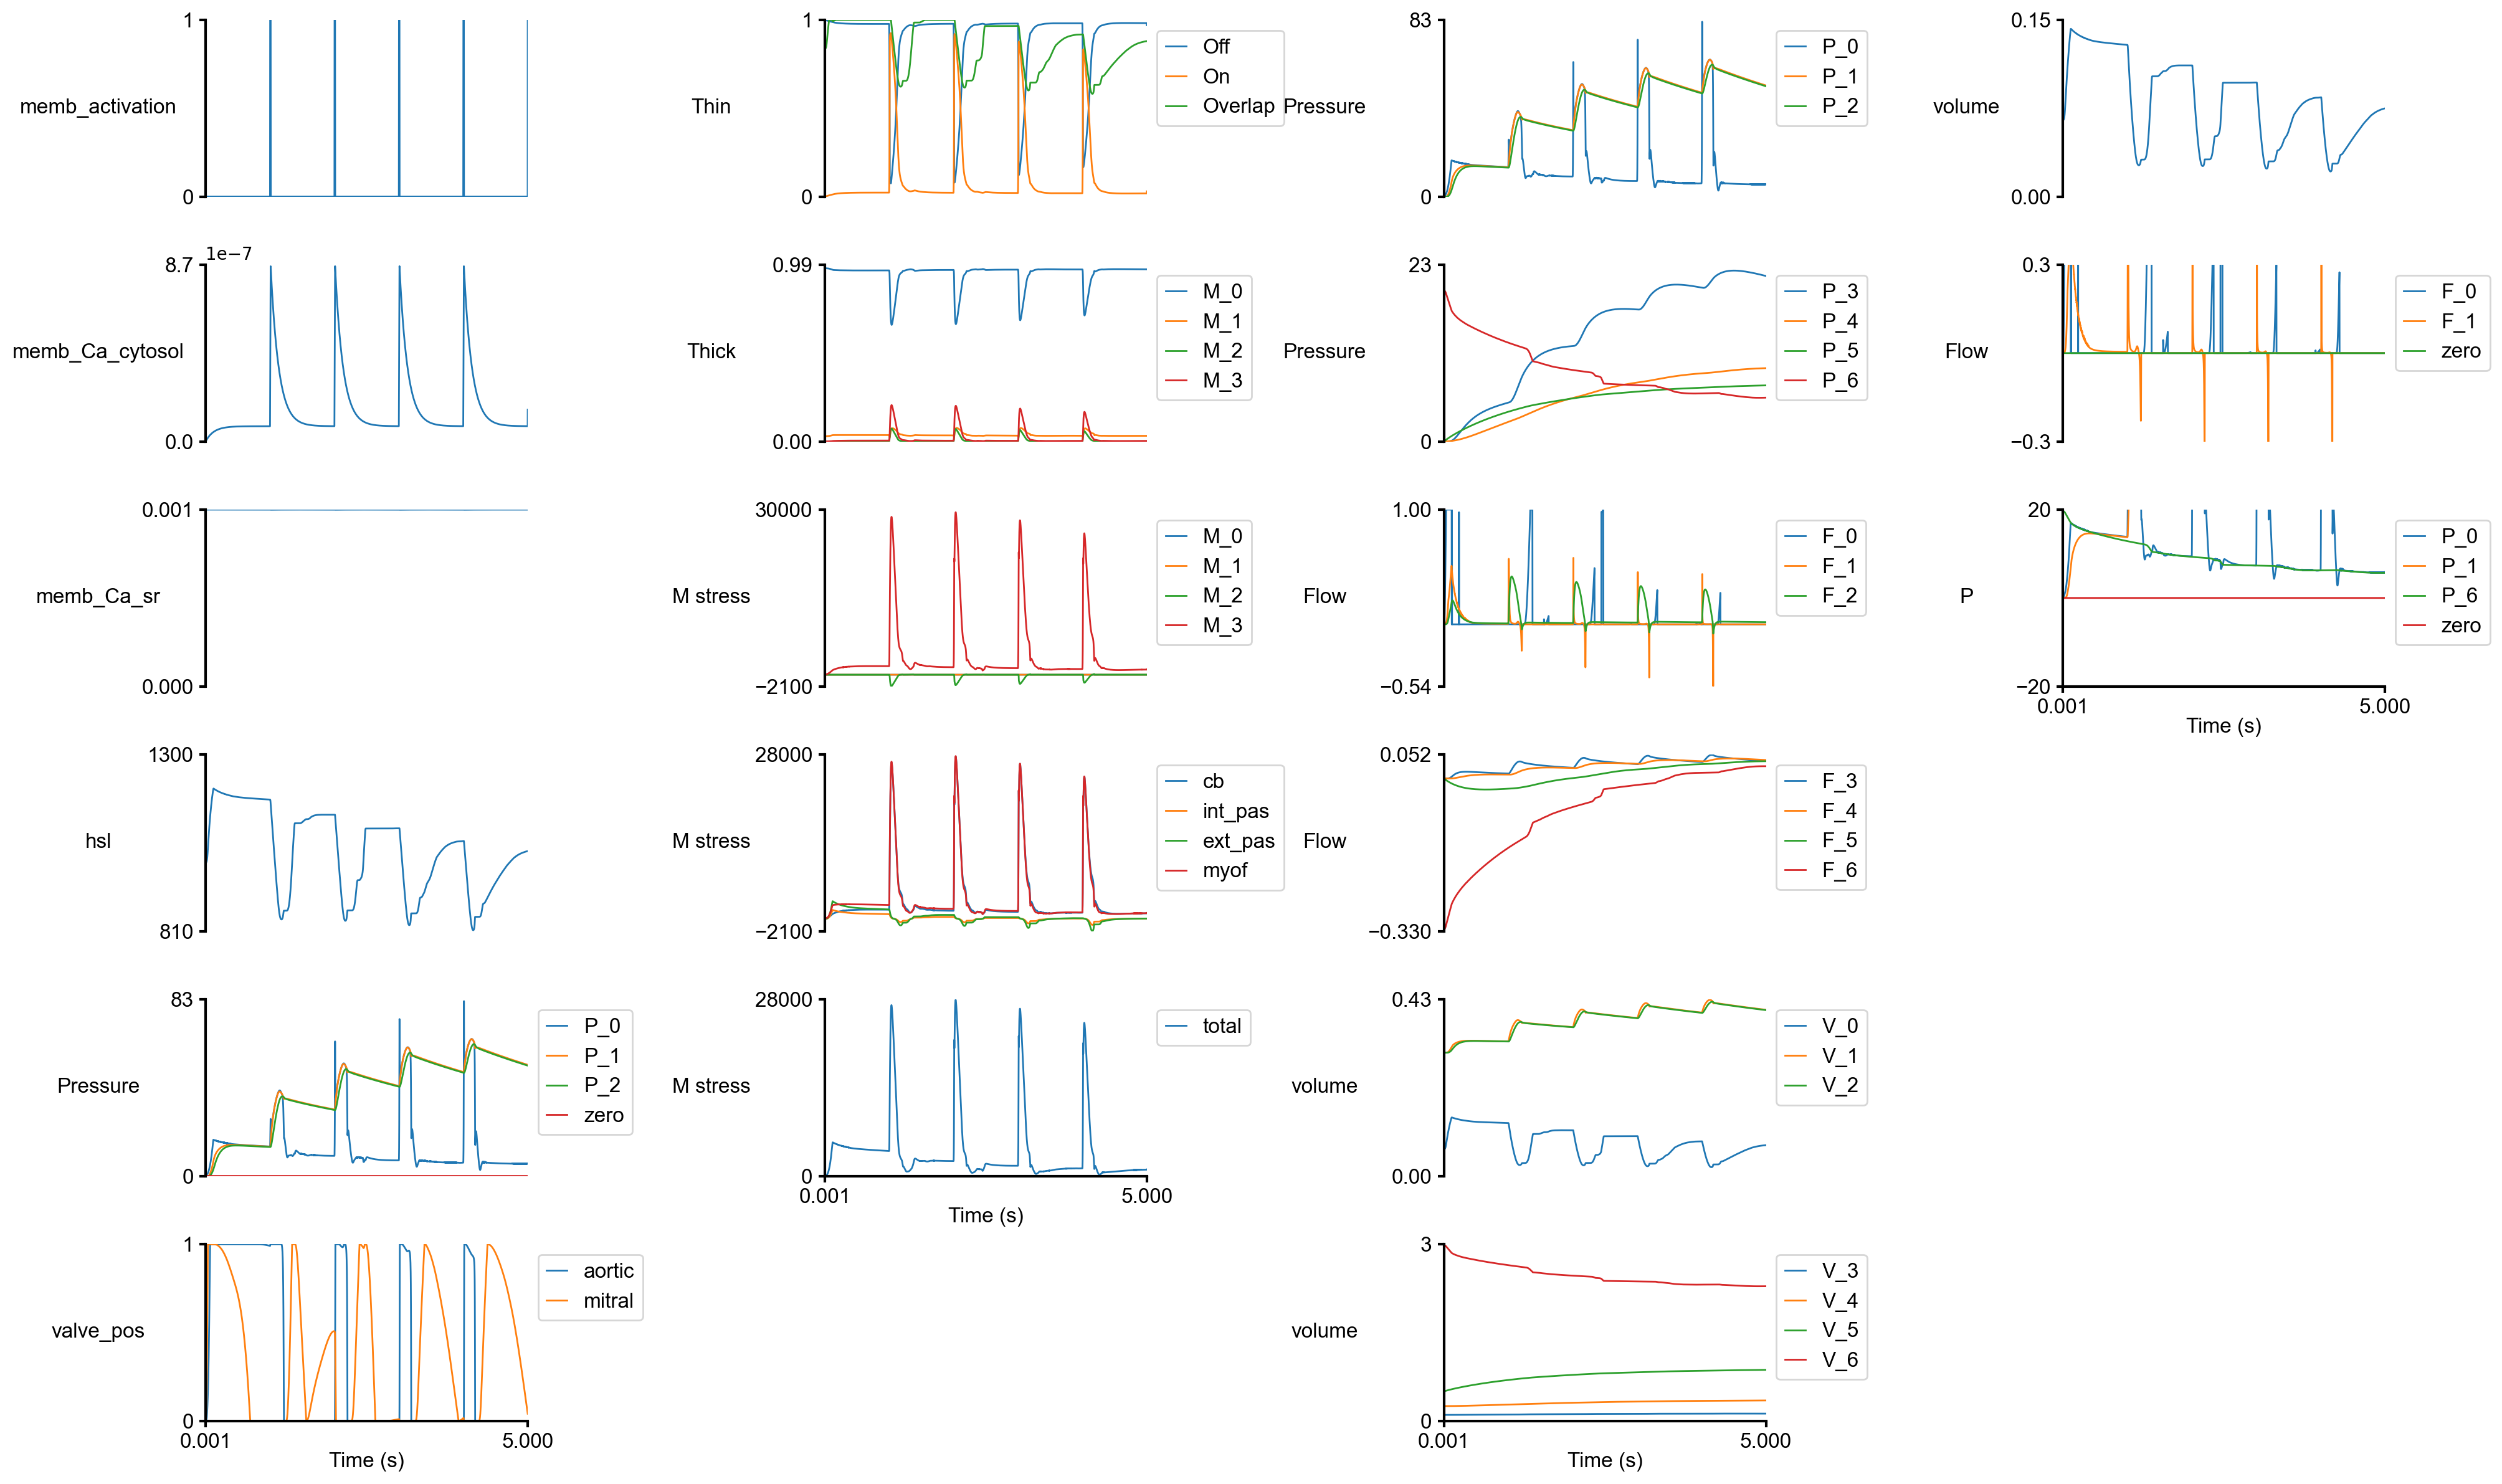 1
memb_activation
0
1
Thin
0
Off
On
Overlap
83
Pressure
0
P_0
P_1
P_2
0.15
volume
0.00
1e−7
8.7
memb_Ca_cytosol
0.0
0.99
Thick
0.00
M_0
M_1
M_2
M_3
23
Pressure
0
P_3
P_4
P_5
P_6
0.3
Flow
−0.3
F_0
F_1
zero
0.001
memb_Ca_sr
0.000
30000
M stress
−2100
M_0
M_1
M_2
M_3
1.00
Flow
−0.54
F_0
F_1
F_2
20
P
−20
P_0
P_1
P_6
zero
0.001
5.000
Time (s)
1300
hsl
810
28000
M stress
−2100
cb
int_pas
ext_pas
myof
0.052
Flow
−0.330
F_3
F_4
F_5
F_6
83
Pressure
0
P_0
P_1
P_2
zero
28000
M stress
0
total
0.001
5.000
Time (s)
0.43
volume
0.00
V_0
V_1
V_2
1
valve_pos
0
aortic
mitral
0.001
5.000
Time (s)
3
volume
0
V_3
V_4
V_5
V_6
0.001
5.000
Time (s)